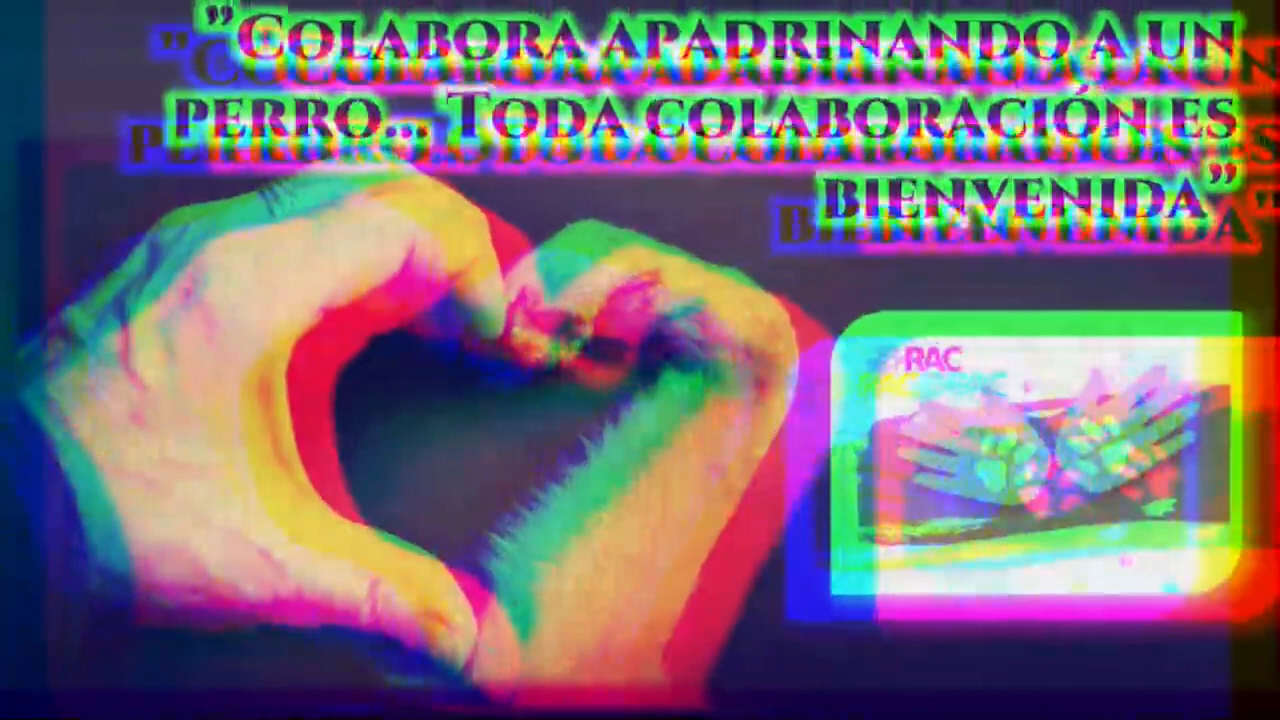 "Colabora apadrinando a un
perro... Toda colaboración es
bienvenida"
RAC